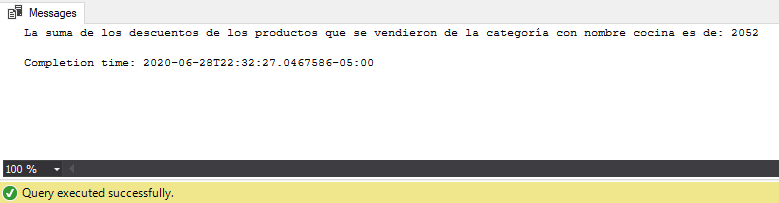 Messages
La suma de los descuentos de los productos que se vendieron de la categoría con nombre cocina es de: 2052
Completion time: 2020-06-28T22:32:27.0467586-05:00
100 %
Query executed successfully.